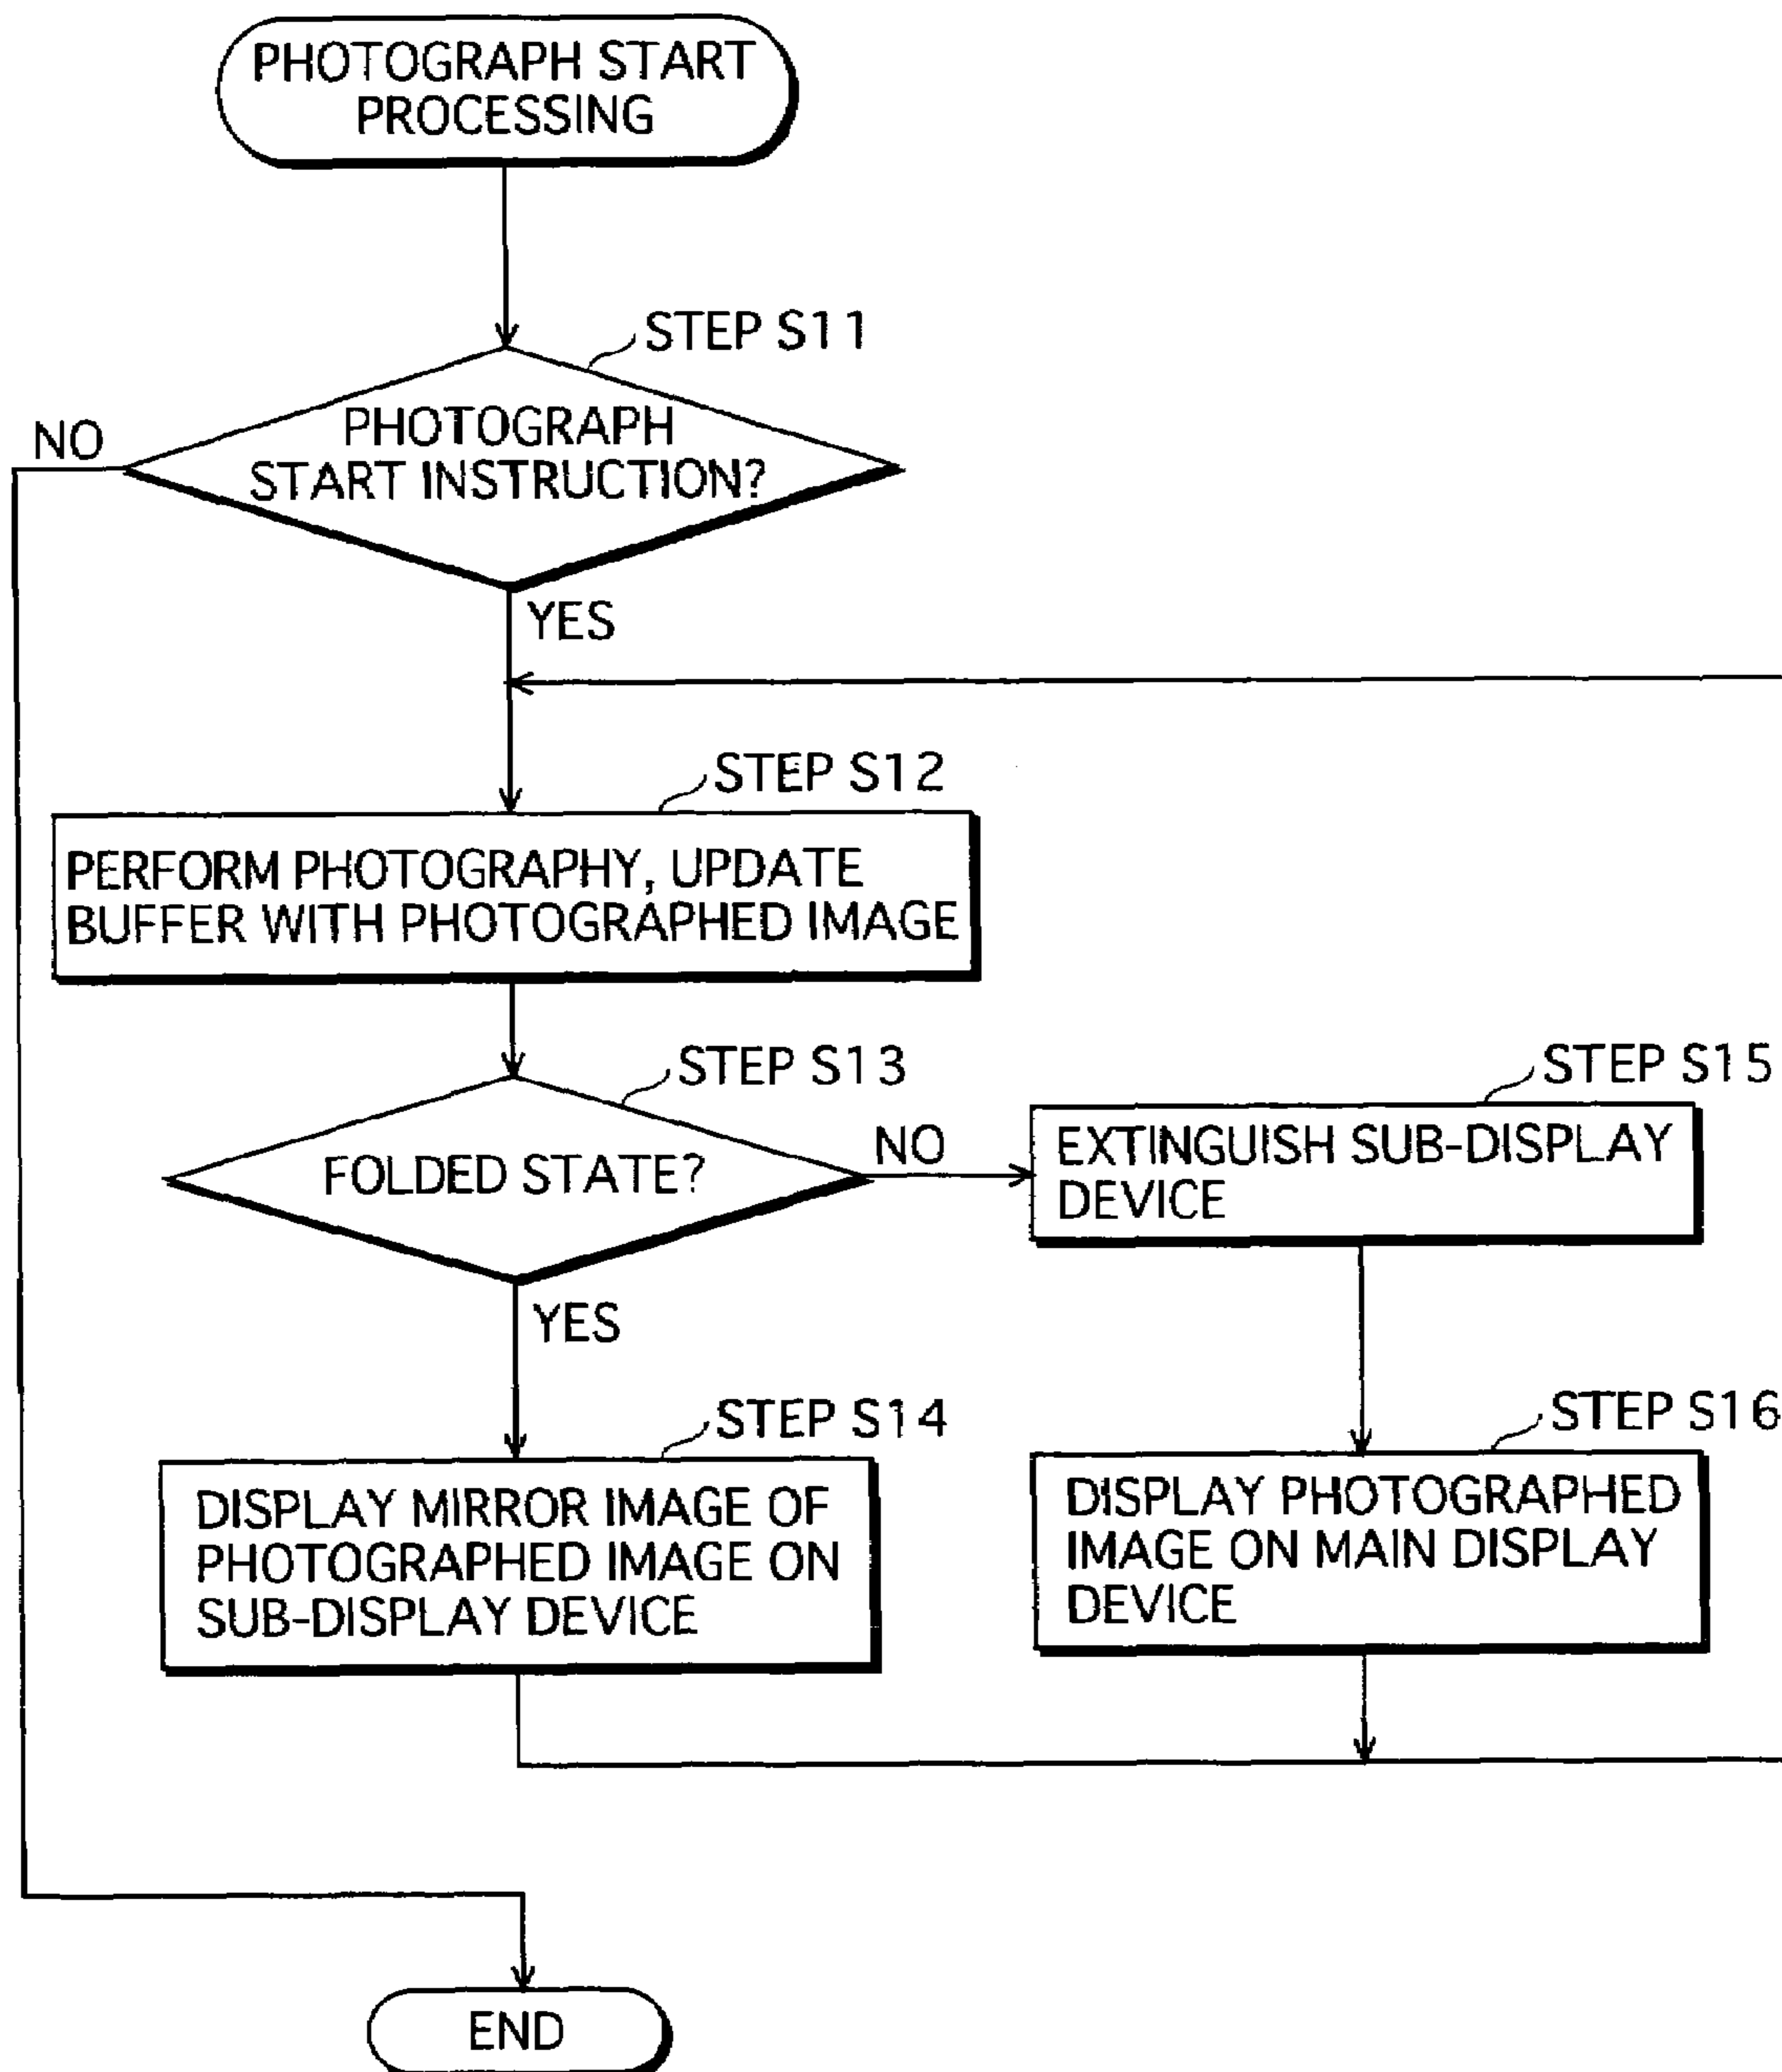 PHOTOGRAPH START
PROCESSING
STEP S11
NO
PHOTOGRAPH
START INSTRUCTION?
YES
STEP S12
PERFORM PHOTOGRAPHY, UPDATE
BUFFER WITH PHOTOGRAPHED IMAGE
STEP S13
FOLDED STATE?
NO
STEP S15
EXTINGUISH SUB-DISPLAY
DEVICE
YES
STEP S14
DISPLAY MIRROR IMAGE OF
PHOTOGRAPHED IMAGE ON
SUB-DISPLAY DEVICE
STEP S16
DISPLAY PHOTOGRAPHED
IMAGE ON MAIN DISPLAY
DEVICE
END